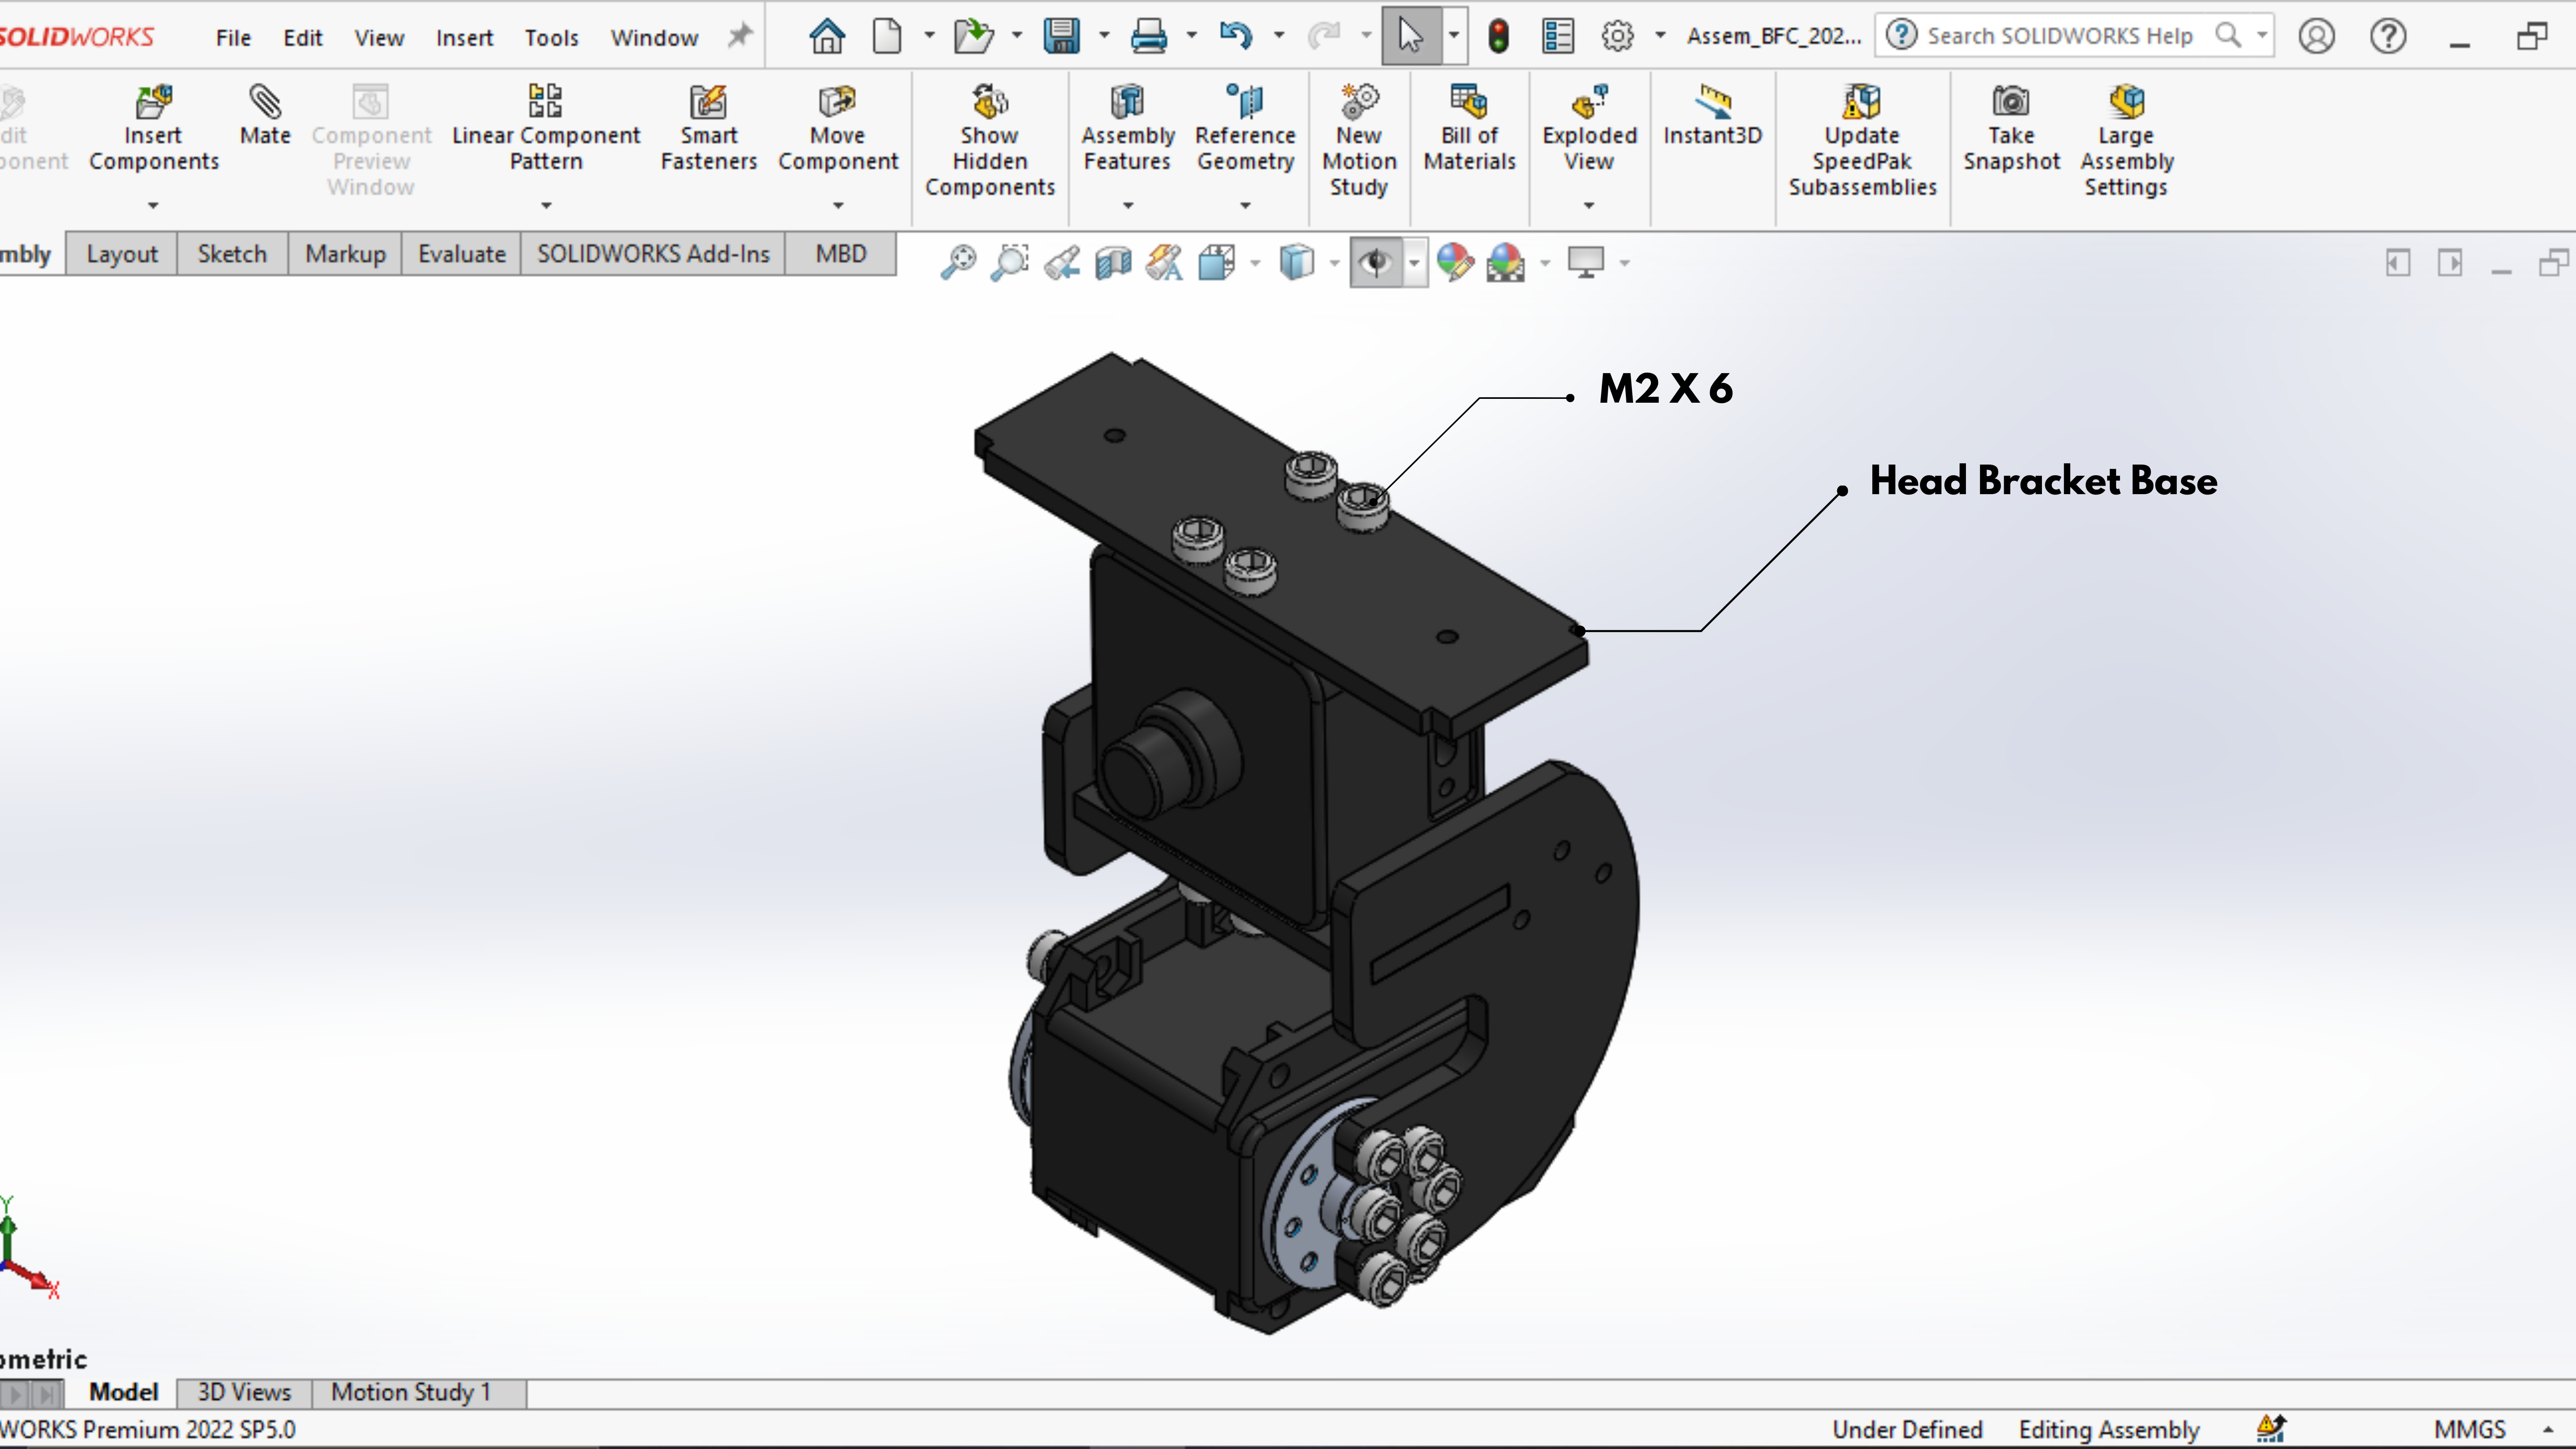 SOLIDWORKS File Edit View Insert Tools Window Assem_BFC_202... Search SOLIDWORKS Help
dit
ponent
Insert
Components
Mate
Component
Preview
Window
Linear Component
Pattern
Smart
Fasteners
Move
Component
Show
Hidden
Components
Assembly
Features
Reference
Geometry
New
Motion
Study
Bill of
Materials
Exploded
View
Instant3D
Update
SpeedPak
Subassemblies
Take
Snapshot
Large
Assembly
Settings
mbly Layout Sketch Markup Evaluate SOLIDWORKS Add-Ins MBD
M2 X 6
Head Bracket Base
Y
X
ometric
Model 3D Views Motion Study 1
WORKS Premium 2022 SP5.0 Under Defined Editing Assembly MMGS